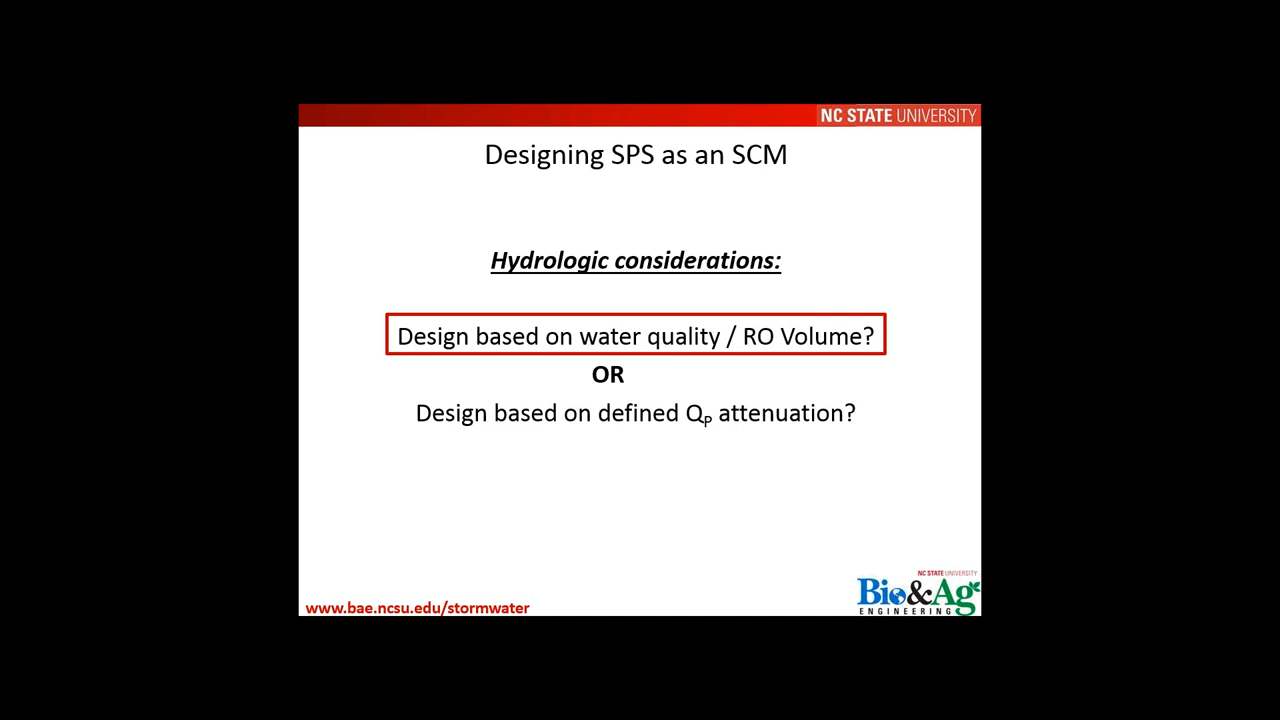 NC STATE UNIVERSITY
Designing SPS as an SCM
Hydrologic considerations:
Design based on water quality / RO Volume?
OR
Design based on defined QP attenuation?
NC STATE UNIVERSITY
Bio&Ag
ENGINEERING
www.bae.ncsu.edu/stormwater